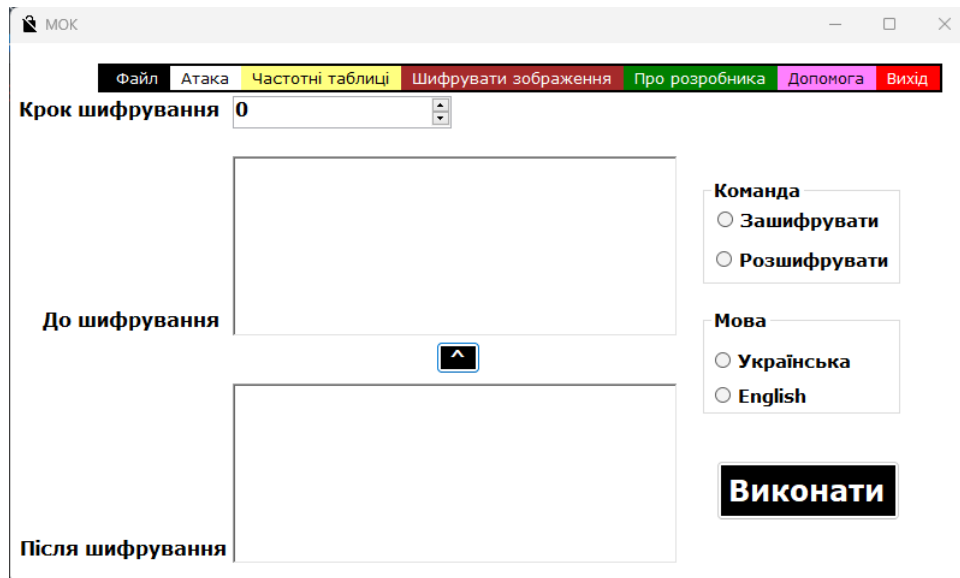 МОК
Файл Атака Частотні таблиці Шифрувати зображення Про розробника Допомога Вихід
Крок шифрування 0
Команда
Зашифрувати
Розшифрувати
До шифрування
Мова
^
Українська
English
Виконати
Після шифрування